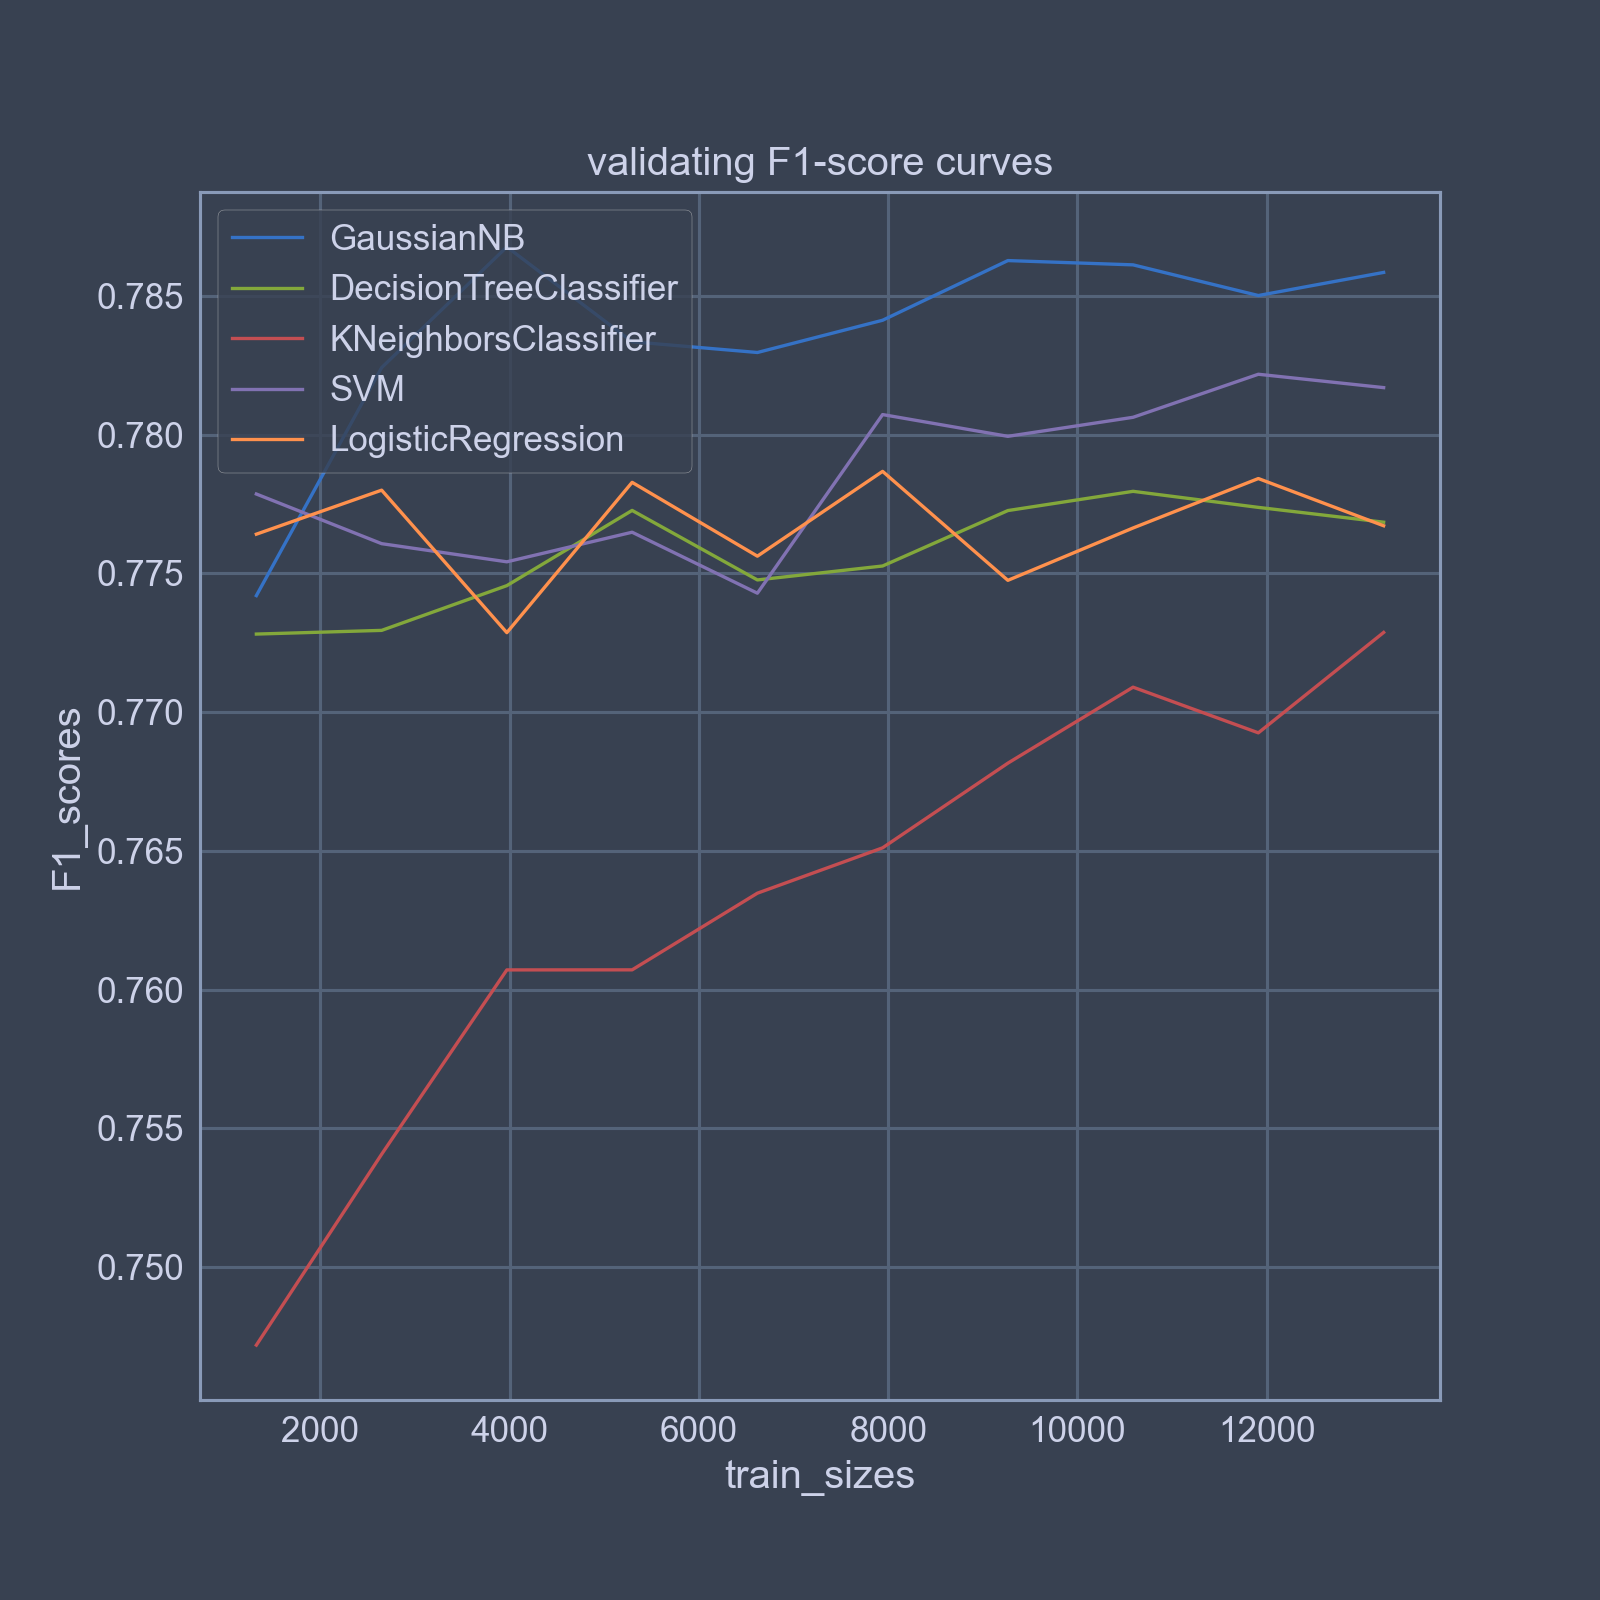 validating F1-score curves
GaussianNB
DecisionTreeClassifier
KNeighborsClassifier
SVM
LogisticRegression
0.785
0.780
0.775
0.770
0.765
0.760
0.755
0.750
F1_scores
2000 4000 6000 8000 10000 12000
train_sizes